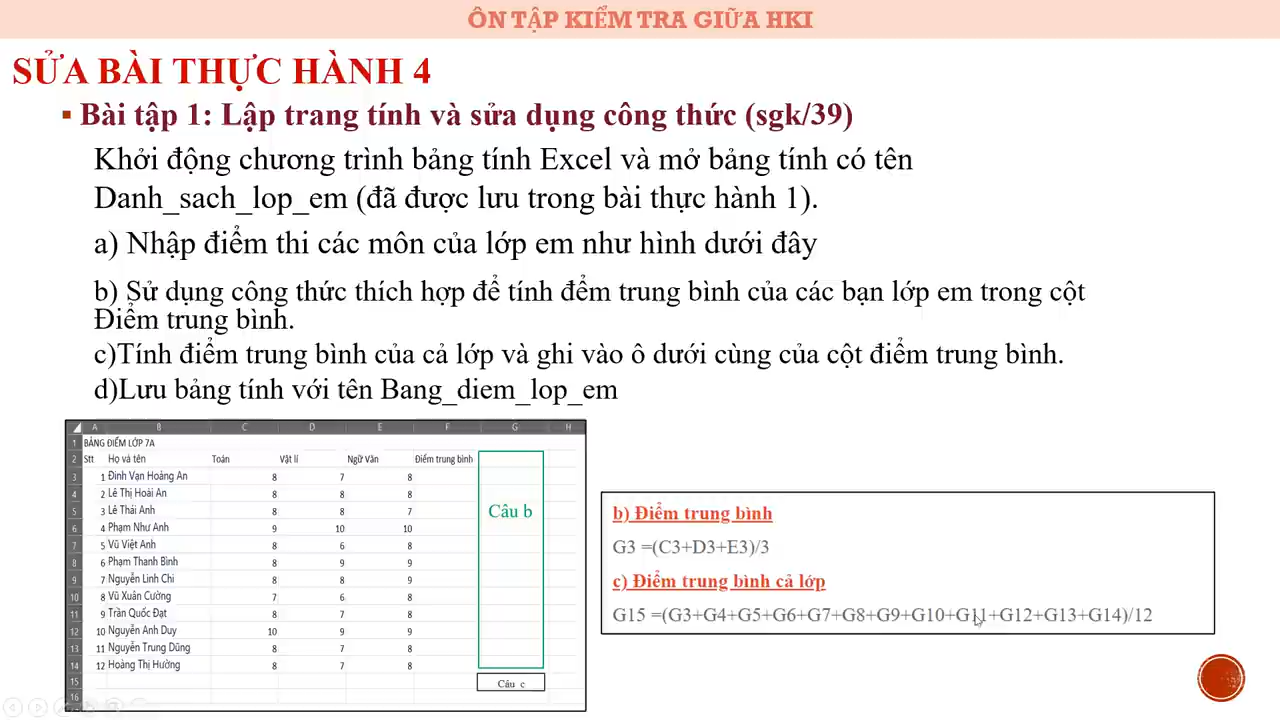 ÔN TẬP KIỂM TRA GIỮA HKI
SỬA BÀI THỰC HÀNH 4
▪ Bài tập 1: Lập trang tính và sửa dụng công thức (sgk/39)
Khởi động chương trình bảng tính Excel và mở bảng tính có tên
Danh_sach_lop_em (đã được lưu trong bài thực hành 1).
a) Nhập điểm thi các môn của lớp em như hình dưới đây
b) Sử dụng công thức thích hợp để tính đểm trung bình của các bạn lớp em trong cột
Điểm trung bình.
c)Tính điểm trung bình của cả lớp và ghi vào ô dưới cùng của cột điểm trung bình.
d)Lưu bảng tính với tên Bang_diem_lop_em
A B C D E F G H
1 BẢNG ĐIỂM LỚP 7A
2 Stt Họ và tên Toán Vật lí Ngữ Văn Điểm trung bình
3 1 Đinh Vạn Hoàng An 8 7 8
4 2 Lê Thị Hoài An 8 8 8
5 3 Lê Thái Anh 8 8 7
6 4 Phạm Như Anh 9 10 10
7 5 Vũ Việt Anh 8 6 8
8 6 Phạm Thanh Bình 8 9 9
9 7 Nguyễn Linh Chi 8 8 9
10 8 Vũ Xuân Cương 7 6 8
11 9 Trần Quốc Đạt 8 7 8
12 10 Nguyễn Anh Duy 10 9 9
13 11 Nguyễn Trung Dũng 8 7 8
14 12 Hoàng Thị Hường 8 7 8
15
16
Câu b
Câu c
b) Điểm trung bình
G3 =(C3+D3+E3)/3
c) Điểm trung bình cả lớp
G15 =(G3+G4+G5+G6+G7+G8+G9+G10+G11+G12+G13+G14)/12